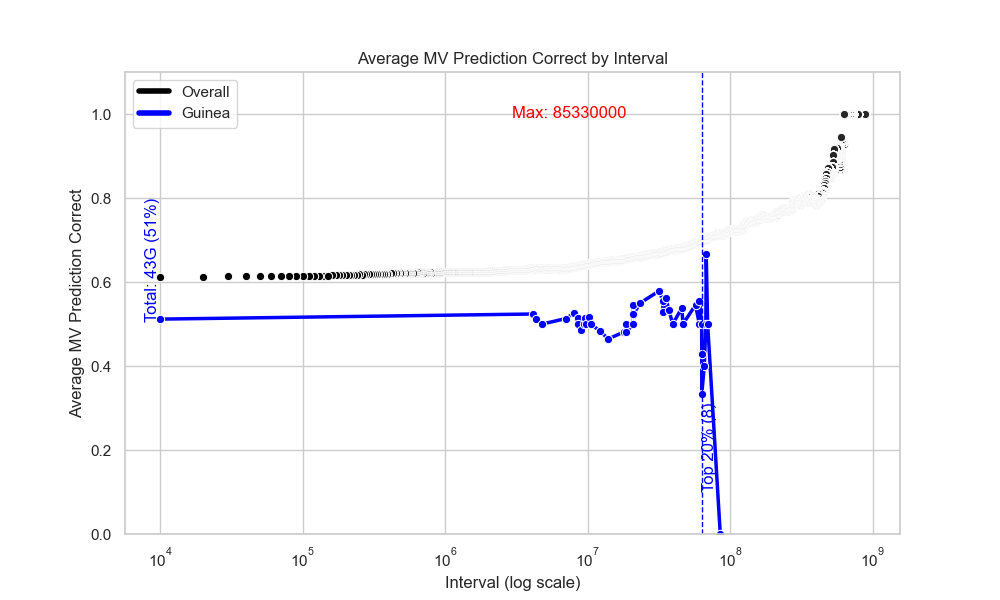 Average MV Prediction Correct by Interval
Overall
Guinea
Max: 85330000
Total: 43G (51%)
Top 20% (8)
Average MV Prediction Correct
1.0
0.8
0.6
0.4
0.2
0.0
10^4
10^5
10^6
10^7
10^8
10^9
Interval (log scale)